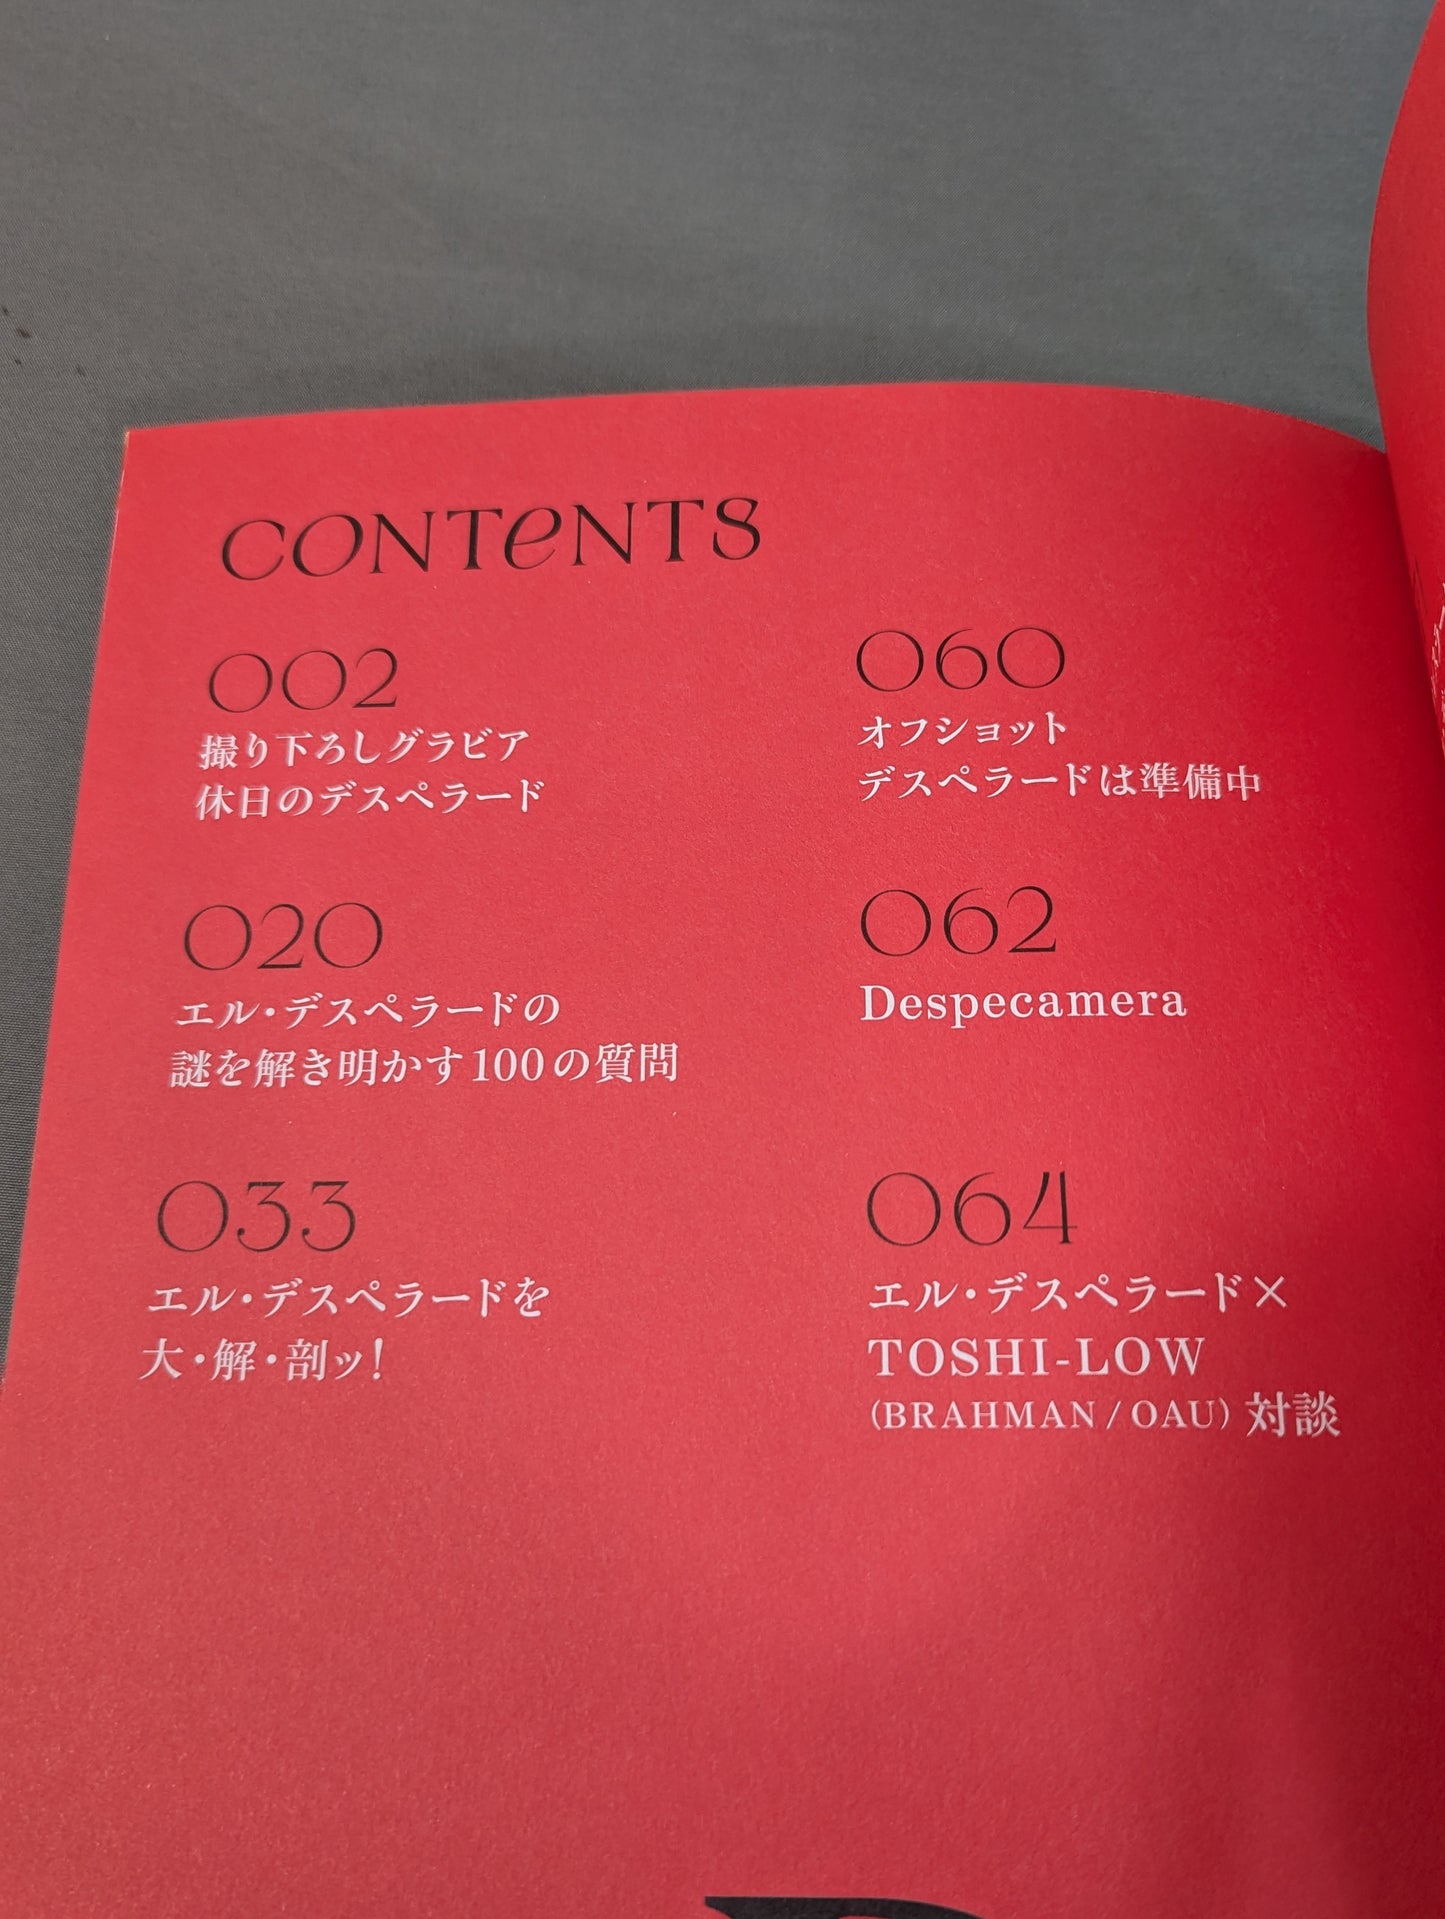 CONTENTS
002
撮り下ろしグラビア
休日のデスペラード
020
エル・デスペラードの
謎を解き明かす100の質問
033
エル・デスペラードを
大・解・剖ッ!
060
オフショット
デスペラードは準備中
062
Despecamera
064
エル・デスペラード×
TOSHI-LOW
(BRAHMAN/OAU) 対談